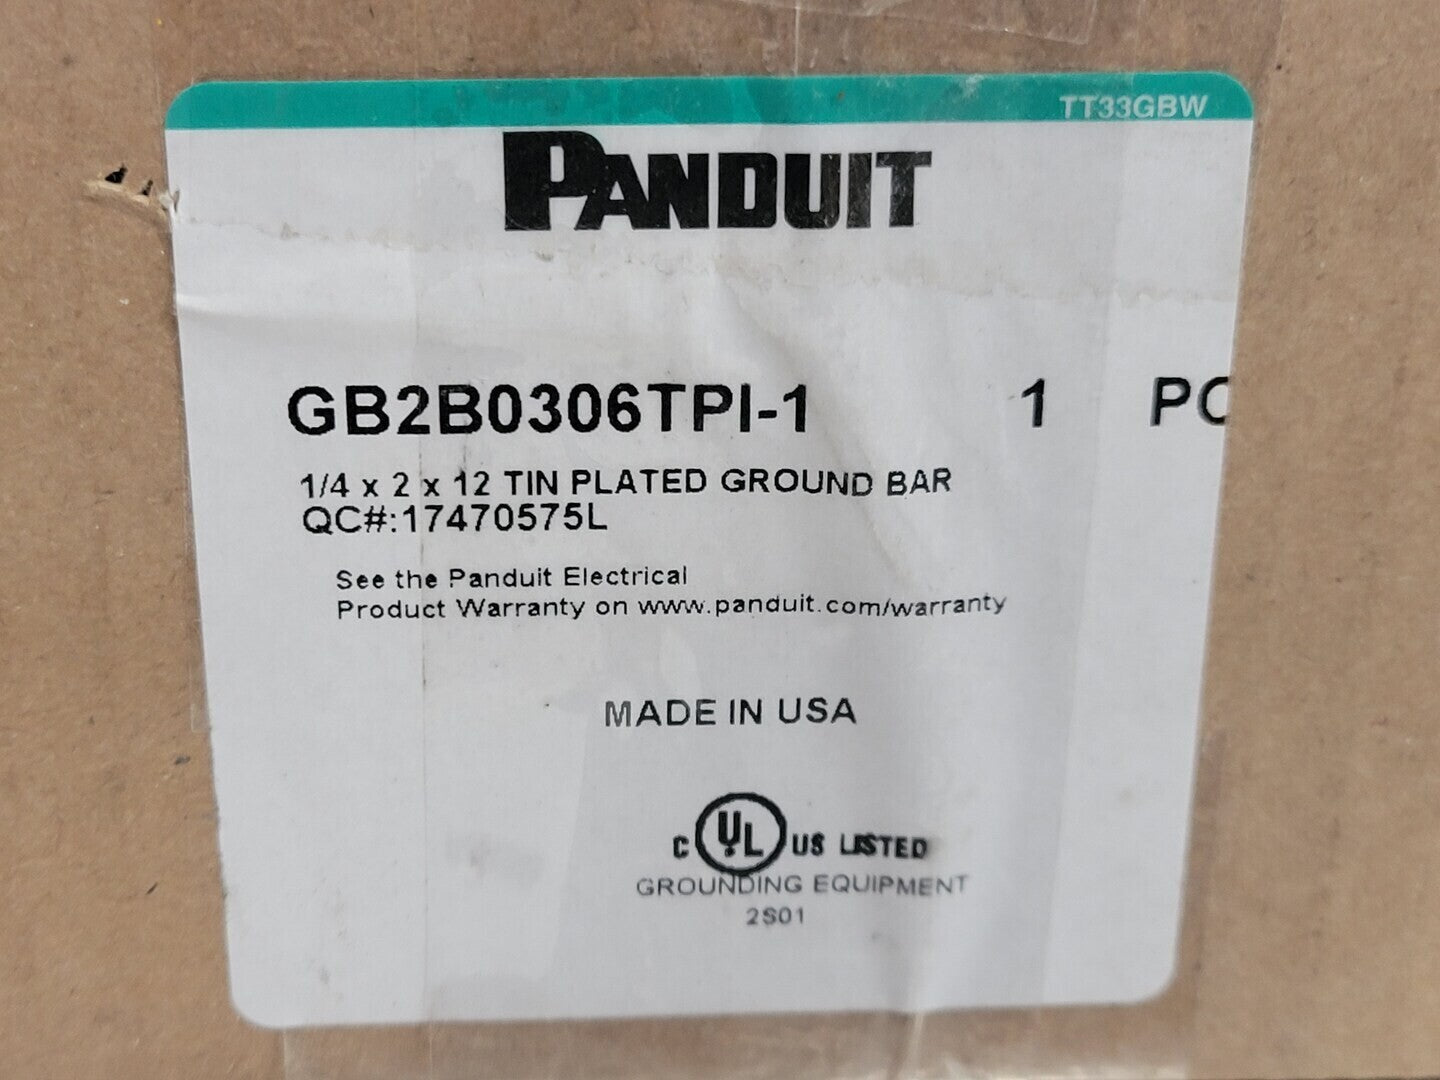 TT33GBW
PANDUIT
GB2B0306TPI-1 1 PC
1/4 x 2 x 12 TIN PLATED GROUND BAR
QC#:17470575L
See the Panduit Electrical
Product Warranty on www.panduit.com/warranty
MADE IN USA
C UL US LISTED
GROUNDING EQUIPMENT
2S01